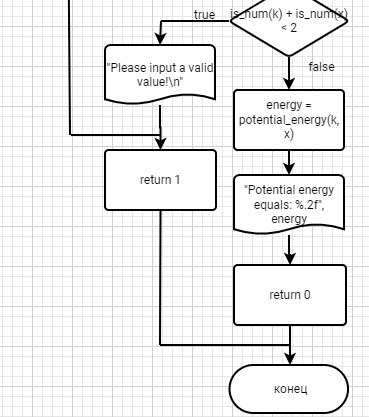 true
is_num(k) + is_num(x)
< 2
false
"Please input a valid
value!\n"
energy =
potential_energy(k,
x)
return 1
"Potential energy
equals: %.2f",
energy
return 0
конец